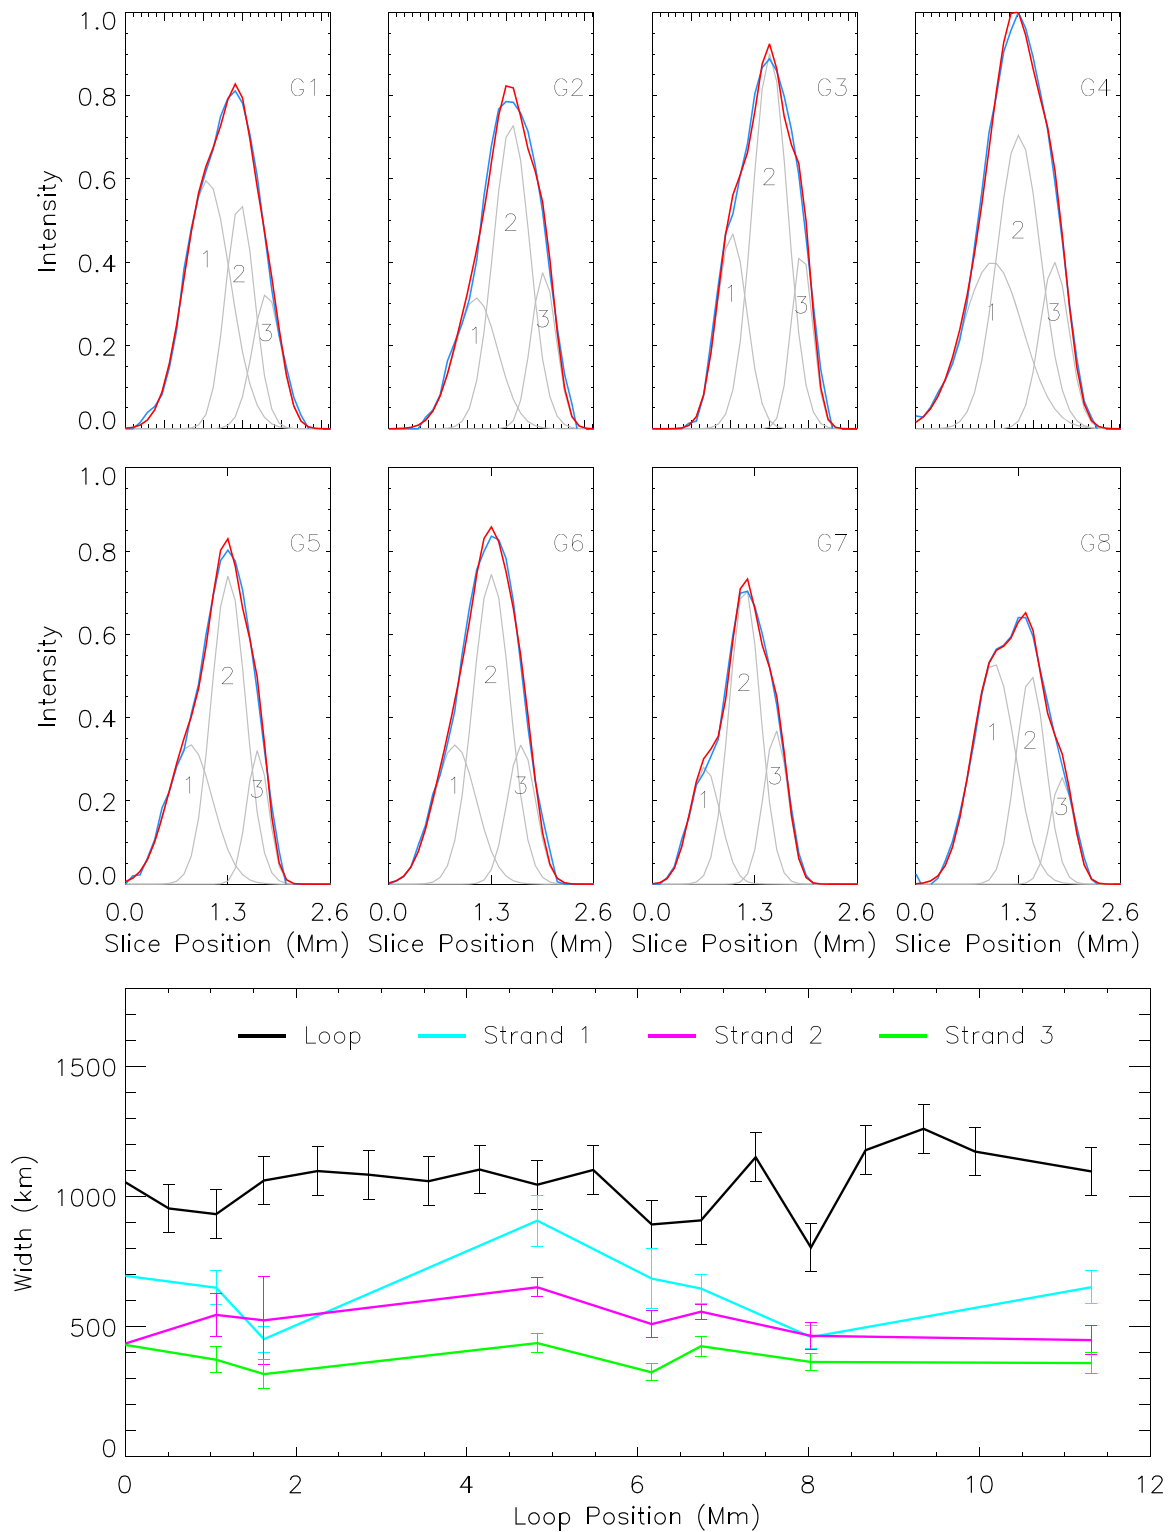 1.0
0.8
0.6
0.4
0.2
0.0
Intensity
G1
1
2
3
G2
1
2
3
G3
1
2
3
G4
1
2
3
1.0
0.8
0.6
0.4
0.2
0.0
Intensity
G5
1
2
3
G6
1
2
3
G7
1
2
3
G8
1
2
3
0.0 1.3 2.6
0.0 1.3 2.6
0.0 1.3 2.6
0.0 1.3 2.6
Slice Position (Mm)
Slice Position (Mm)
Slice Position (Mm)
Slice Position (Mm)
Loop Strand 1 Strand 2 Strand 3
1500
1000
500
0
Width (km)
0 2 4 6 8 10 12
Loop Position (Mm)